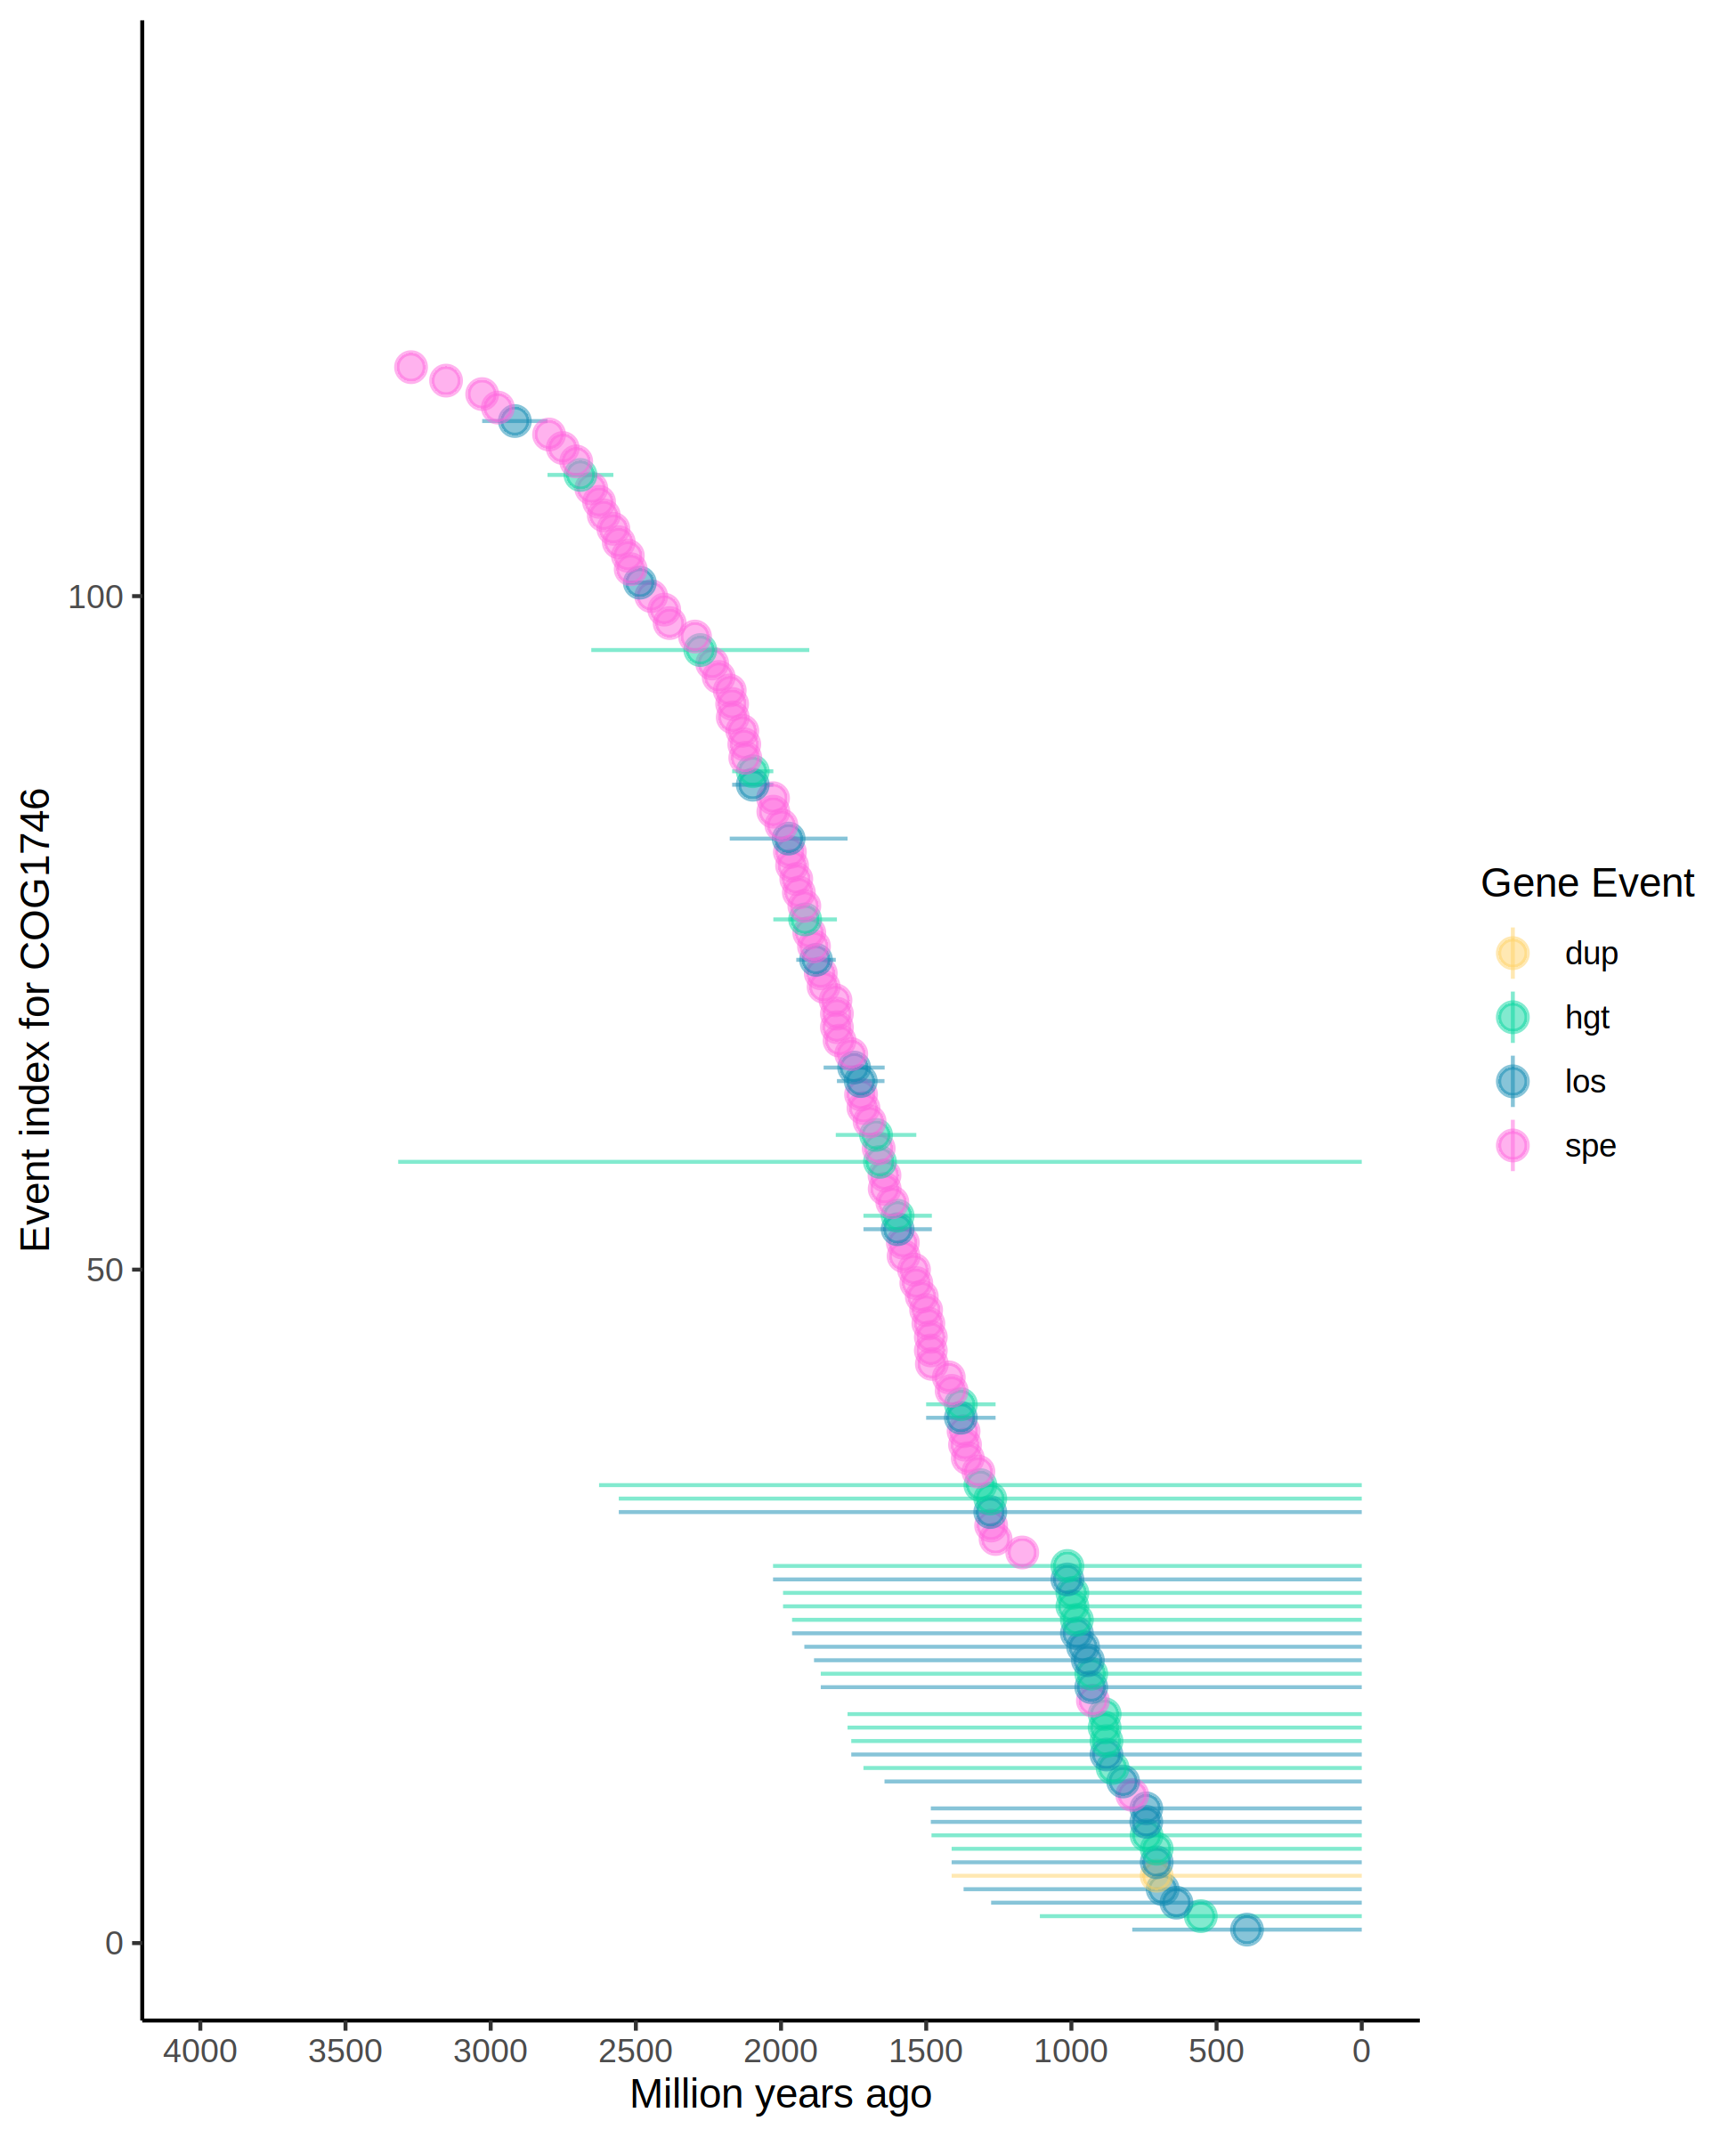 Event index for COG1746
100
50
0
4000 3500 3000 2500 2000 1500 1000 500 0
Million years ago
Gene Event
dup
hgt
los
spe